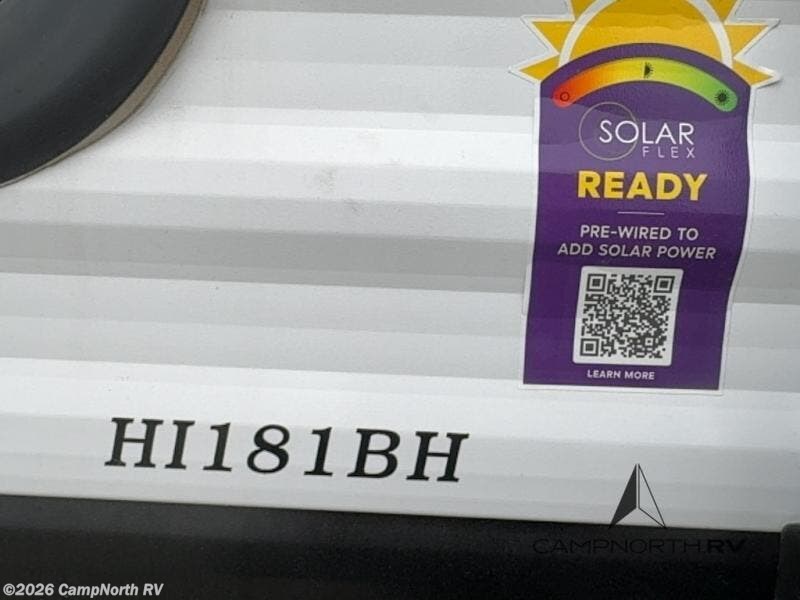 SOLAR
FLEX
READY
PRE-WIRED TO
ADD SOLAR POWER
LEARN MORE
HI181BH
CAMPNORTH RV
©2026 CampNorth RV